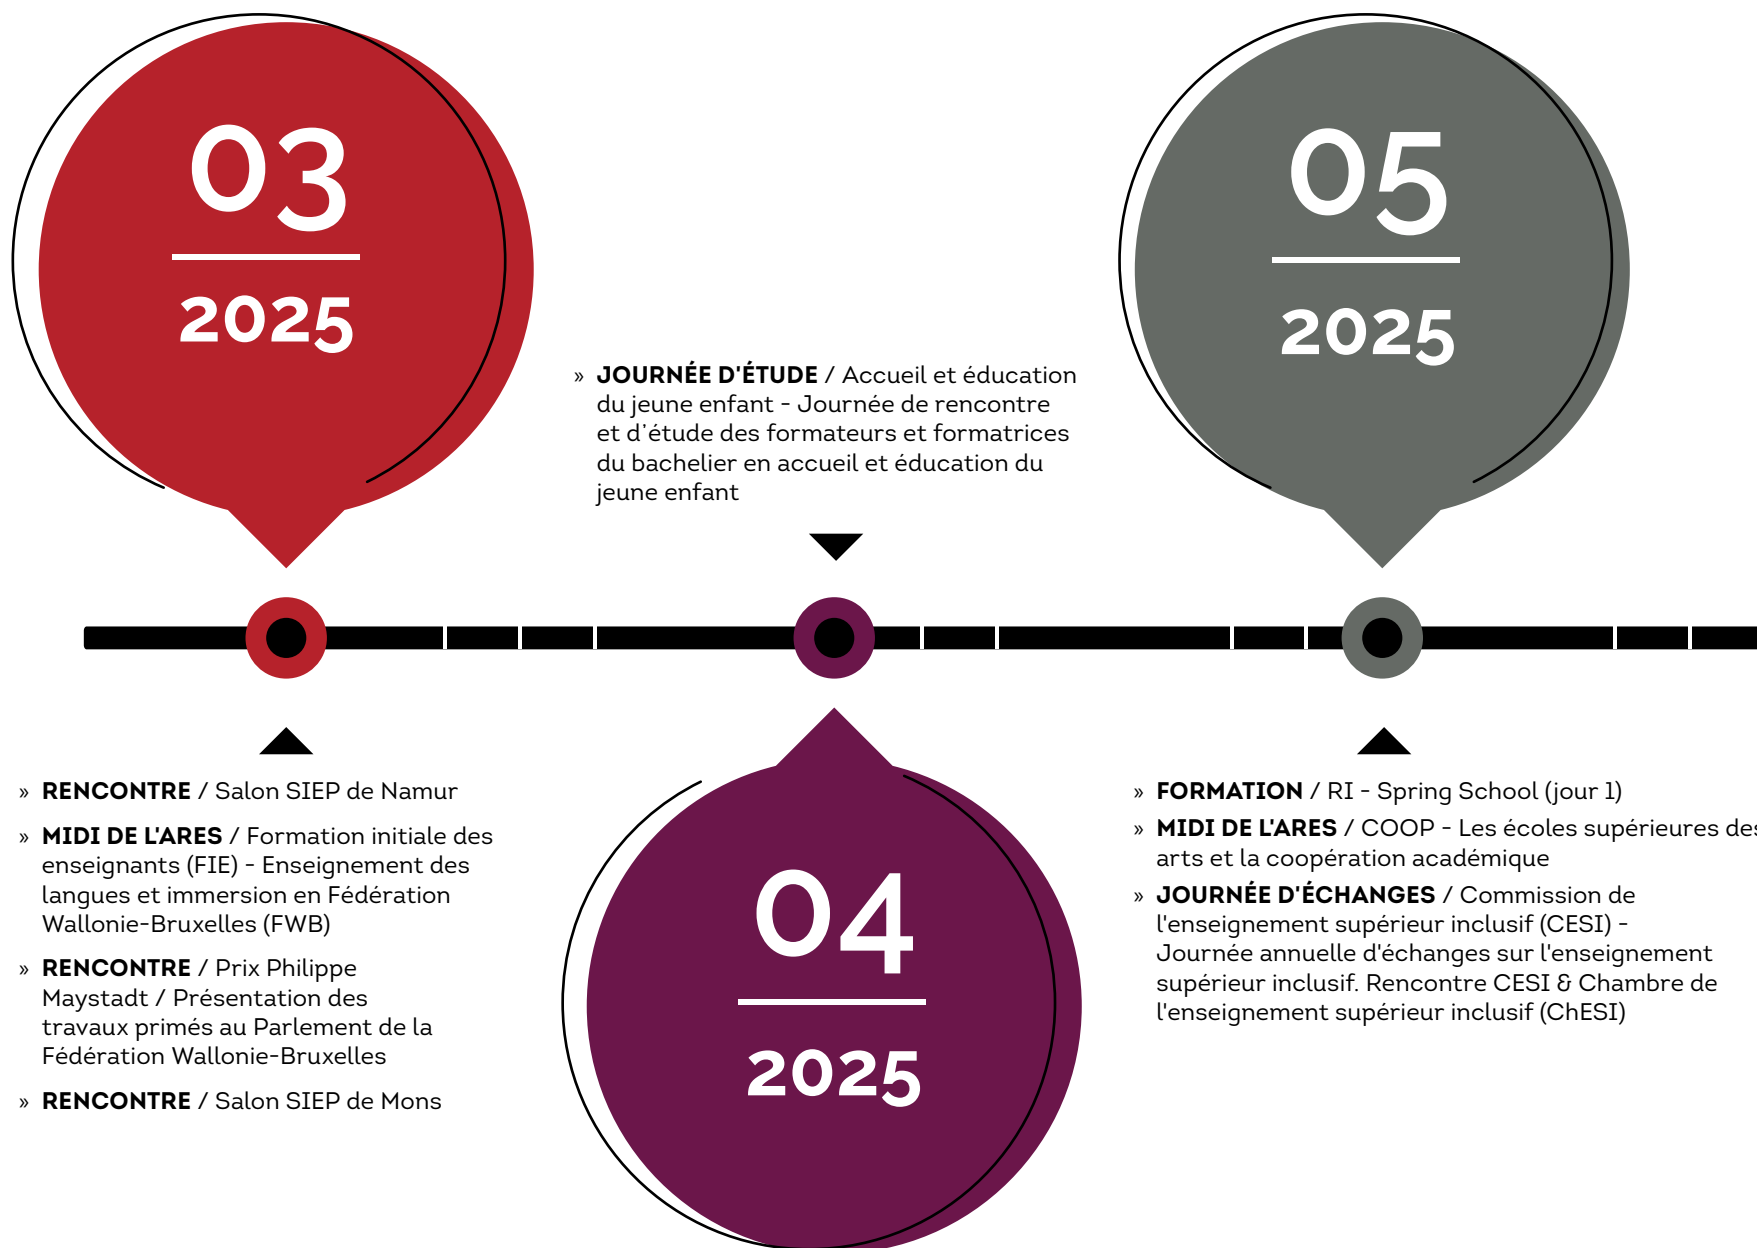 03
2025
» RENCONTRE / Salon SIEP de Namur
» MIDI DE L'ARES / Formation initiale des
enseignants (FIE) - Enseignement des
langues et immersion en Fédération
Wallonie-Bruxelles (FWB)
» RENCONTRE / Prix Philippe
Maystadt / Présentation des
travaux primés au Parlement de la
Fédération Wallonie-Bruxelles
» RENCONTRE / Salon SIEP de Mons
» JOURNÉE D'ÉTUDE / Accueil et éducation
du jeune enfant - Journée de rencontre
et d'étude des formateurs et formatrices
du bachelier en accueil et éducation du
jeune enfant
04
2025
05
2025
» FORMATION / RI - Spring School (jour 1)
» MIDI DE L'ARES / COOP - Les écoles supérieures des
arts et la coopération académique
» JOURNÉE D'ÉCHANGES / Commission de
l'enseignement supérieur inclusif (CESI) -
Journée annuelle d'échanges sur l'enseignement
supérieur inclusif. Rencontre CESI & Chambre de
l'enseignement supérieur inclusif (ChESI)